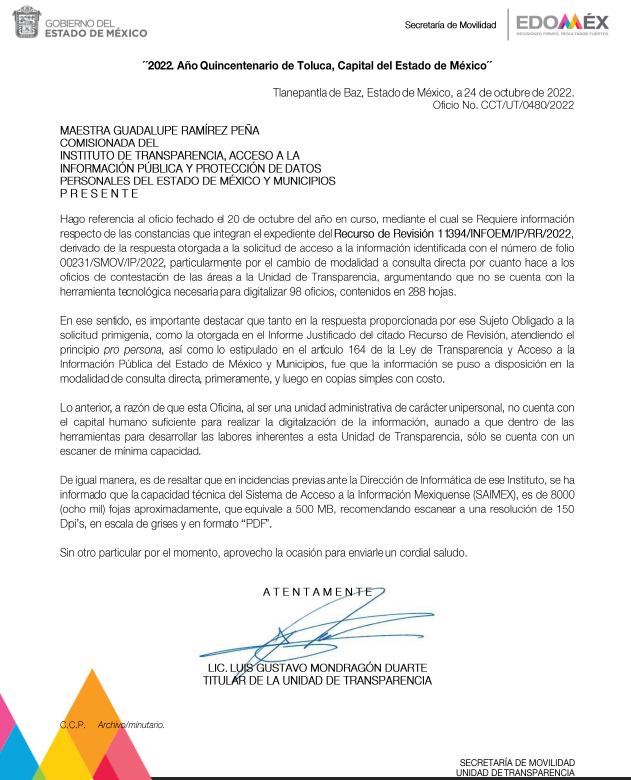 GOBIERNO DEL
ESTADO DE MÉXICO
Secretaría de Movilidad
EDOMÉX
DECISIONES FIRMES, RESULTADOS FUERTES.
´´2022. Año Quincentenario de Toluca, Capital del Estado de México´´
Tlanepantla de Baz, Estado de México, a 24 de octubre de 2022.
Oficio No. CCT/UT/0480/2022
MAESTRA GUADALUPE RAMÍREZ PEÑA
COMISIONADA DEL
INSTITUTO DE TRANSPARENCIA, ACCESO A LA
INFORMACIÓN PÚBLICA Y PROTECCIÓN DE DATOS
PERSONALES DEL ESTADO DE MÉXICO Y MUNICIPIOS
P R E S E N T E
Hago referencia al oficio fechado el 20 de octubre del año en curso, mediante el cual se Requiere información
respecto de las constancias que integran el expediente del Recurso de Revisión 11394/INFOEM/IP/RR/2022,
derivado de la respuesta otorgada a la solicitud de acceso a la información identificada con el número de folio
00231/SMOV/IP/2022, particularmente por el cambio de modalidad a consulta directa por cuanto hace a los
oficios de contestación de las áreas a la Unidad de Transparencia, argumentando que no se cuenta con la
herramienta tecnológica necesaria para digitalizar 98 oficios, contenidos en 288 hojas.
En ese sentido, es importante destacar que tanto en la respuesta proporcionada por ese Sujeto Obligado a la
solicitud primigenia, como la otorgada en el Informe Justificado del citado Recurso de Revisión, atendiendo el
principio pro persona, así como lo estipulado en el artículo 164 de la Ley de Transparencia y Acceso a la
Información Pública del Estado de México y Municipios, fue que la información se puso a disposición en la
modalidad de consulta directa, primeramente, y luego en copias simples con costo.
Lo anterior, a razón de que esta Oficina, al ser una unidad administrativa de carácter unipersonal, no cuenta con
el capital humano suficiente para realizar la digitalización de la información, aunado a que dentro de las
herramientas para desarrollar las labores inherentes a esta Unidad de Transparencia, sólo se cuenta con un
escaner de mínima capacidad.
De igual manera, es de resaltar que en incidencias previas ante la Dirección de Informática de ese Instituto, se ha
informado que la capacidad técnica del Sistema de Acceso a la Información Mexiquense (SAIMEX), es de 8000
(ocho mil) fojas aproximadamente, que equivale a 500 MB, recomendando escanear a una resolución de 150
Dpi's, en escala de grises y en formato “PDF”.
Sin otro particular por el momento, aprovecho la ocasión para enviarle un cordial saludo.
A T E N T A M E N T E
LIC. LUIS GUSTAVO MONDRAGÓN DUARTE
TITULAR DE LA UNIDAD DE TRANSPARENCIA
C.C.P. Archivo/minutario.
SECRETARÍA DE MOVILIDAD
UNIDAD DE TRANSPARENCIA